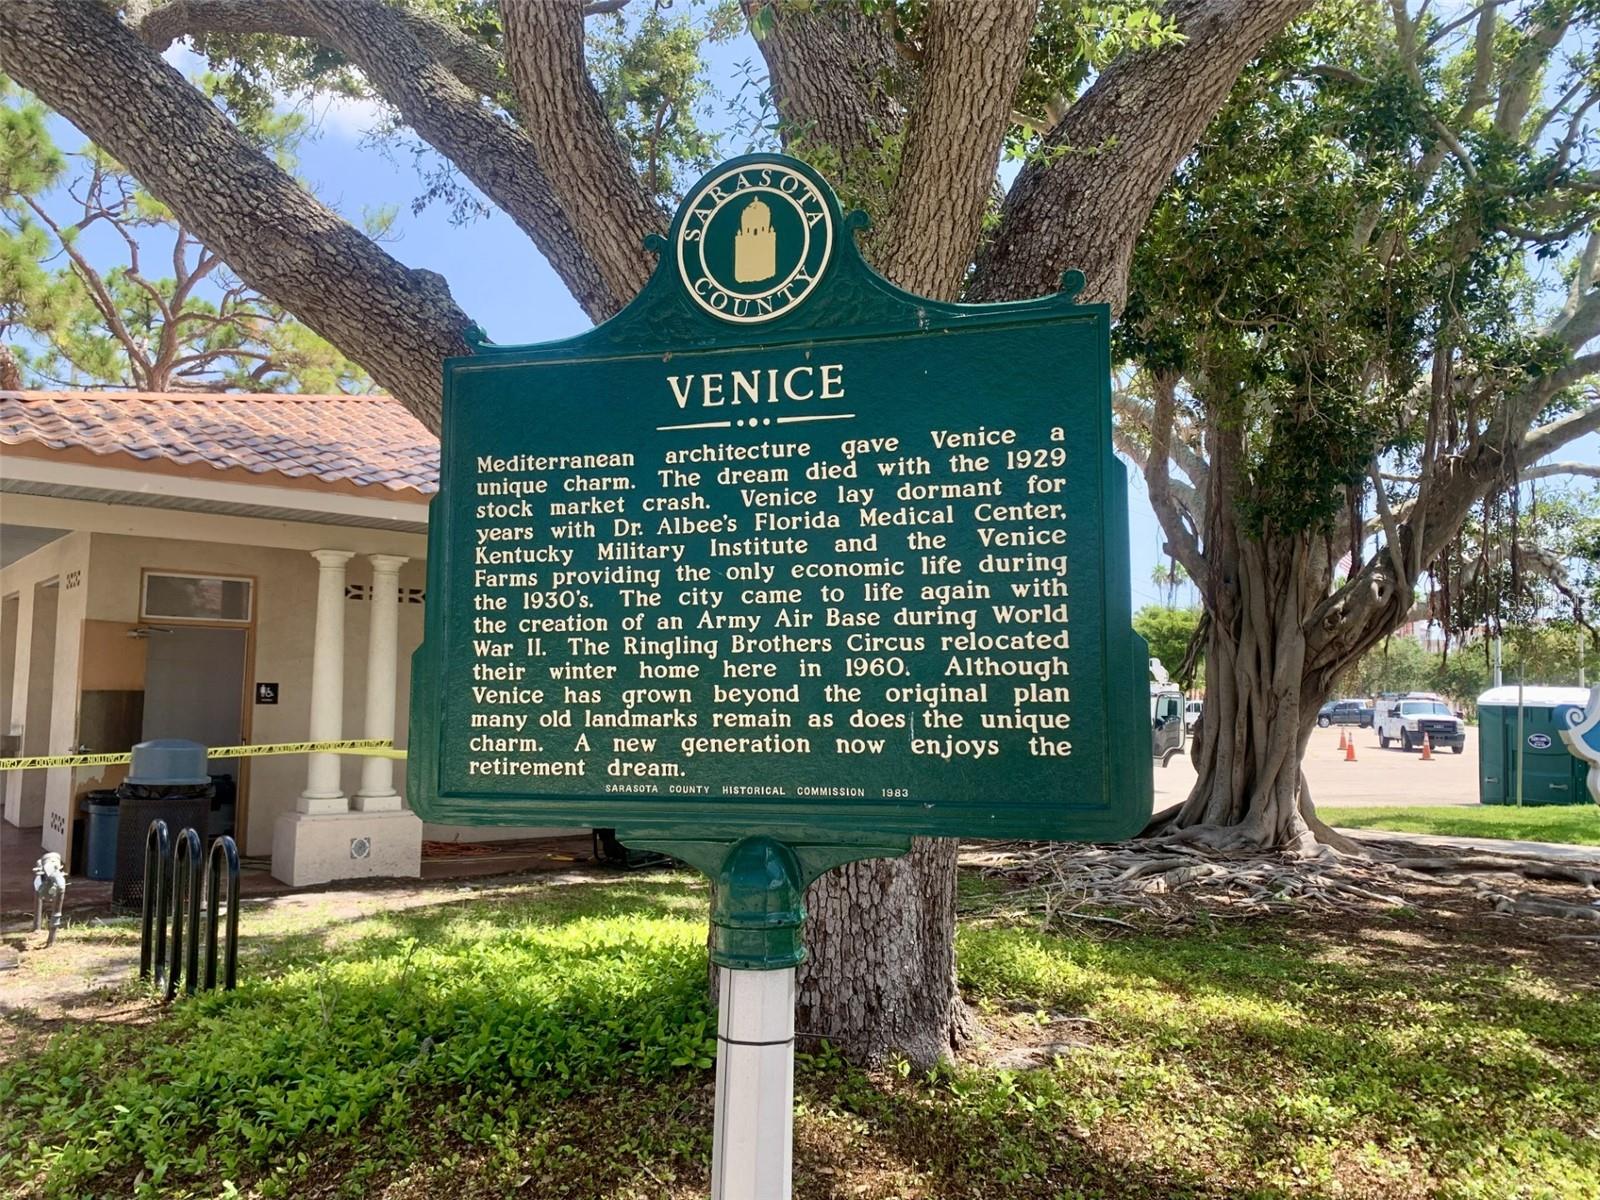 SARASOTA
COUNTY
VENICE
Mediterranean architecture gave Venice a
unique charm. The dream died with the 1929
stock market crash. Venice lay dormant for
years with Dr. Albee's Florida Medical Center,
Kentucky Military Institute and the Venice
Farms providing the only economic life during
the 1930's. The city came to life again with
the creation of an Army Air Base during World
War II. The Ringling Brothers Circus relocated
their winter home here in 1960. Although
Venice has grown beyond the original plan
many old landmarks remain as does the unique
charm. A new generation now enjoys the
retirement dream.
SARASOTA COUNTY HISTORICAL COMMISSION 1983